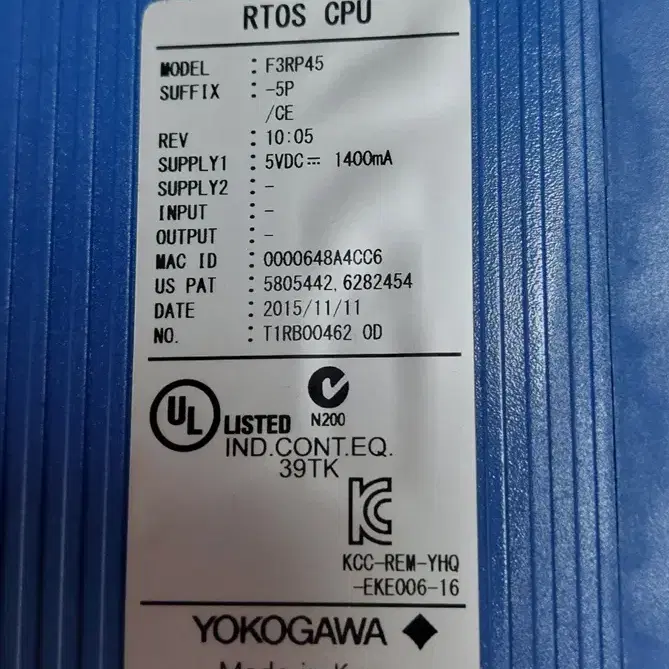 RTOS CPU
MODEL : F3RP45
SUFFIX : -5P
/CE
REV : 10:05
SUPPLY1 : 5VDC⎓ 1400mA
SUPPLY2 : -
INPUT : -
OUTPUT : -
MAC ID : 0000648A4CC6
US PAT : 5805442,6282454
DATE : 2015/11/11
NO. : T1RB00462 0D
UL LISTED
N200
IND.CONT.EQ.
39TK
KC
KCC-REM-YHQ
-EKE006-16
YOKOGAWA
Made in